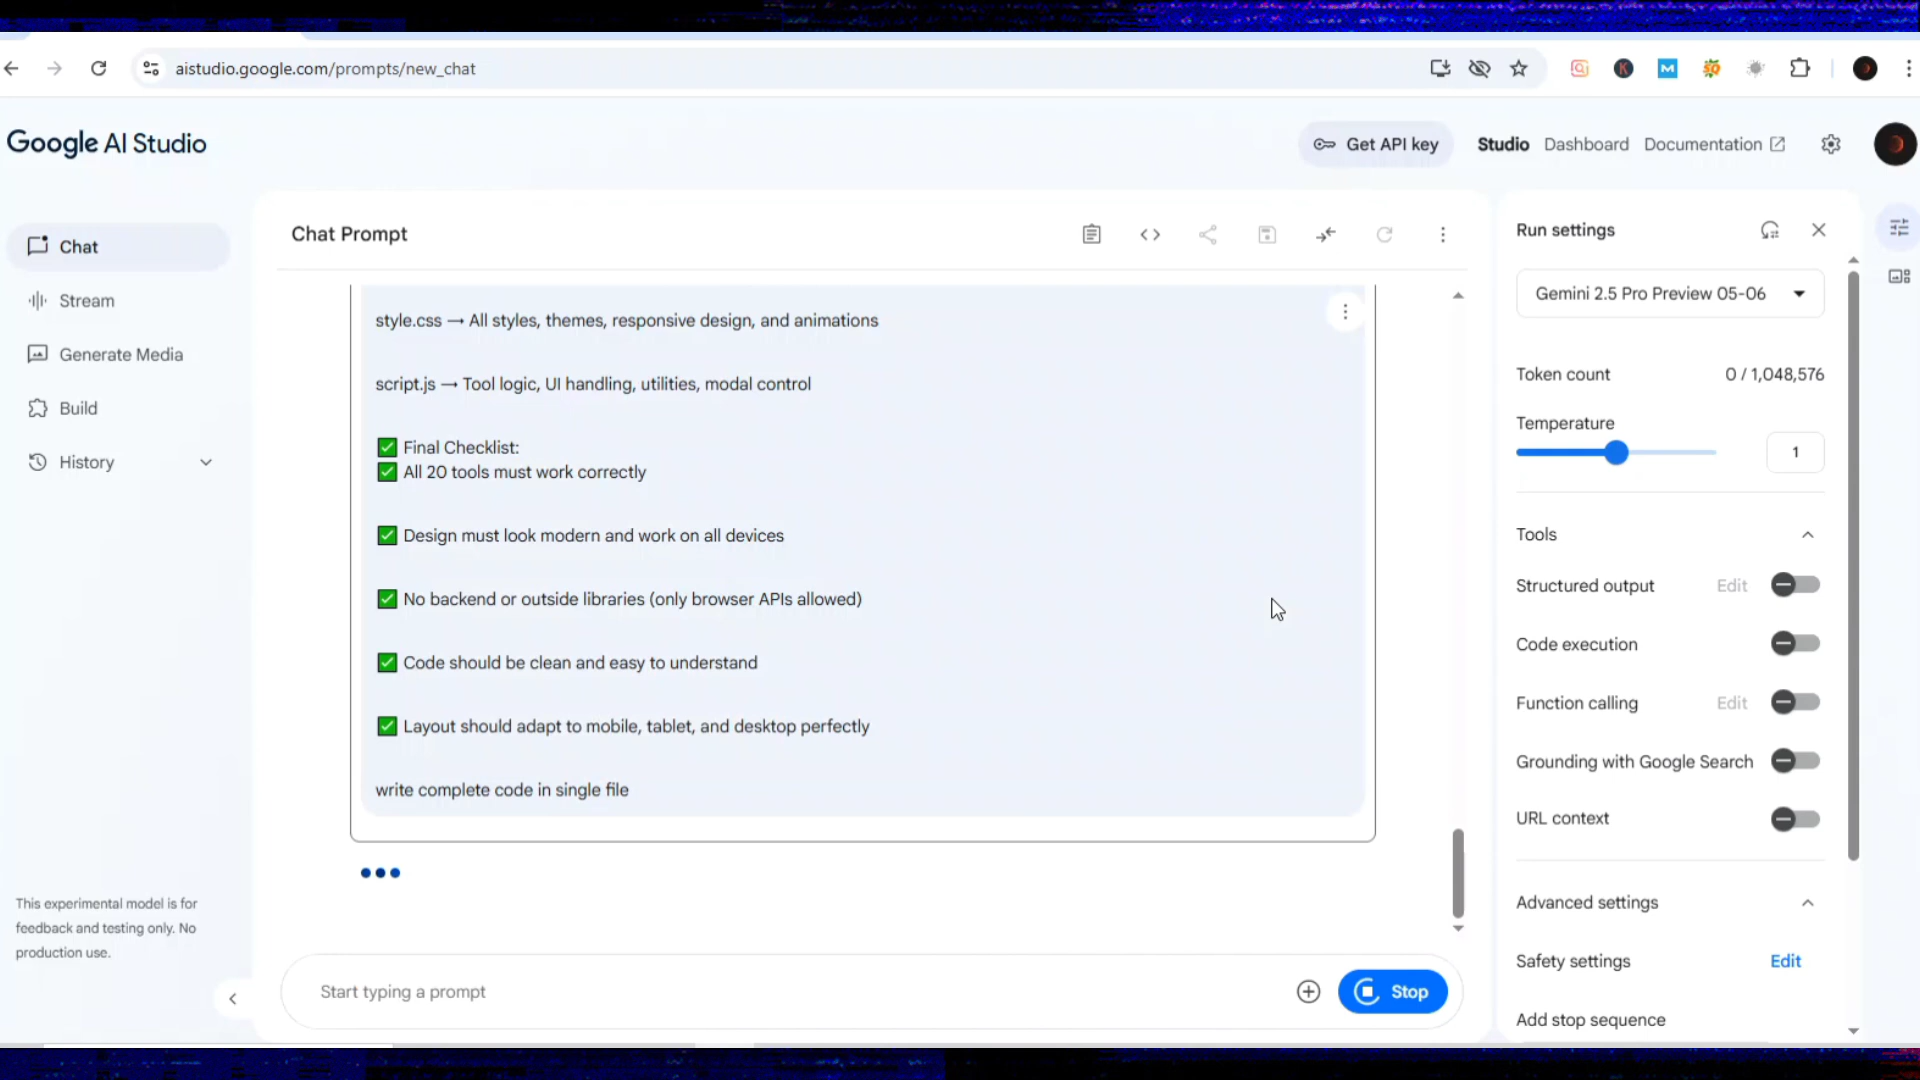 aistudio.google.com/prompts/new_chat
K
M
SQ
Google AI Studio
Get API key
Studio
Dashboard
Documentation
Chat
Stream
Generate Media
Build
History
This experimental model is for
feedback and testing only. No
production use.
Chat Prompt
style.css → All styles, themes, responsive design, and animations
script.js → Tool logic, UI handling, utilities, modal control
✅ Final Checklist:
✅ All 20 tools must work correctly
✅ Design must look modern and work on all devices
✅ No backend or outside libraries (only browser APIs allowed)
✅ Code should be clean and easy to understand
✅ Layout should adapt to mobile, tablet, and desktop perfectly
write complete code in single file
Start typing a prompt
Stop
Run settings
Gemini 2.5 Pro Preview 05-06
Token count 0 / 1,048,576
Temperature
1
Tools
Structured output Edit
Code execution
Function calling Edit
Grounding with Google Search
URL context
Advanced settings
Safety settings Edit
Add stop sequence